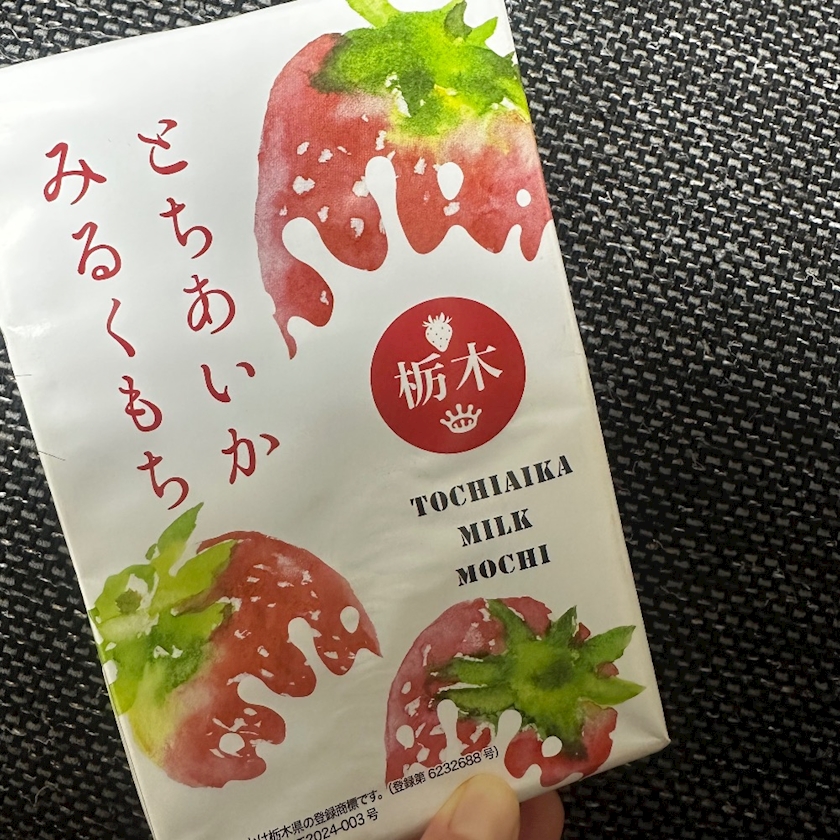 とちあいか
みるくもち
栃木
TOCHIAIKA
MILK
MOCHI
は栃木県の登録商標です。(登録第6232688号)
2024-003号